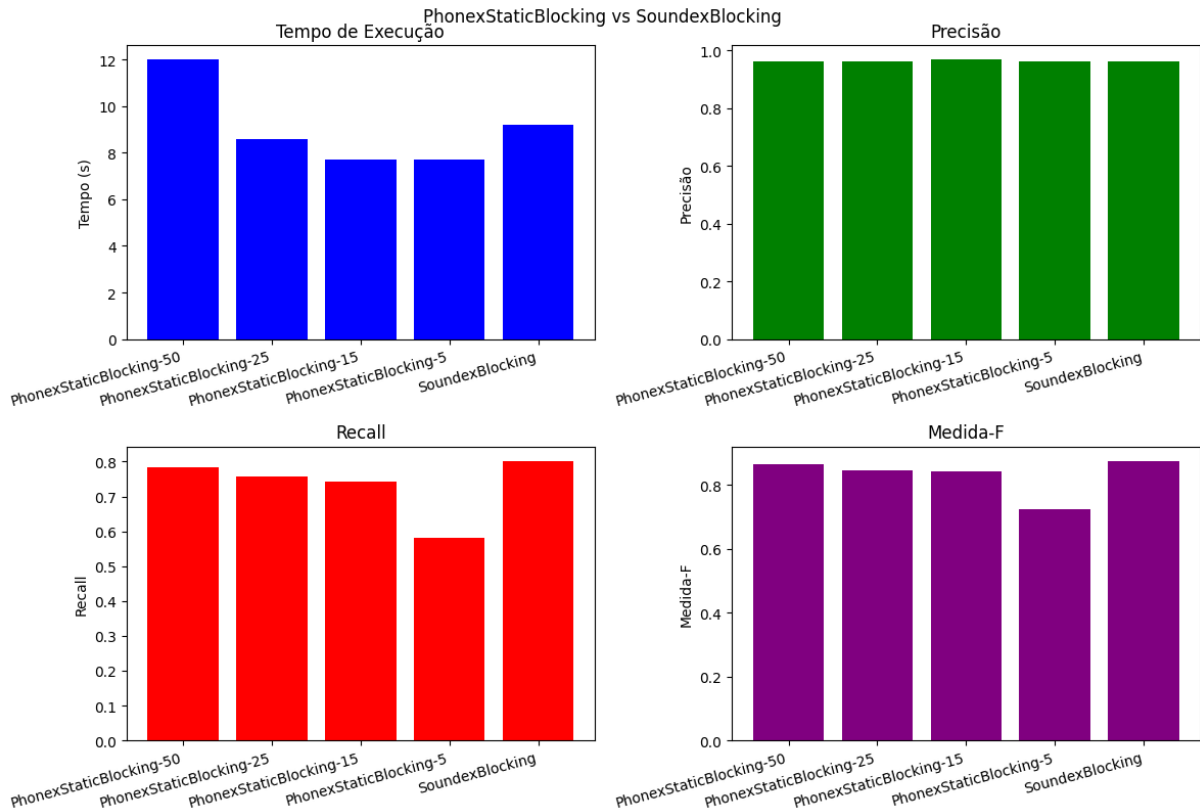 PhonexStaticBlocking vs SoundexBlocking
Tempo de Execução
Tempo (s)
12
10
8
6
4
2
0
PhonexStaticBlocking-50
PhonexStaticBlocking-25
PhonexStaticBlocking-15
PhonexStaticBlocking-5
SoundexBlocking
Precisão
Precisão
1.0
0.8
0.6
0.4
0.2
0.0
PhonexStaticBlocking-50
PhonexStaticBlocking-25
PhonexStaticBlocking-15
PhonexStaticBlocking-5
SoundexBlocking
Recall
Recall
0.8
0.7
0.6
0.5
0.4
0.3
0.2
0.1
0.0
PhonexStaticBlocking-50
PhonexStaticBlocking-25
PhonexStaticBlocking-15
PhonexStaticBlocking-5
SoundexBlocking
Medida-F
Medida-F
0.8
0.6
0.4
0.2
0.0
PhonexStaticBlocking-50
PhonexStaticBlocking-25
PhonexStaticBlocking-15
PhonexStaticBlocking-5
SoundexBlocking